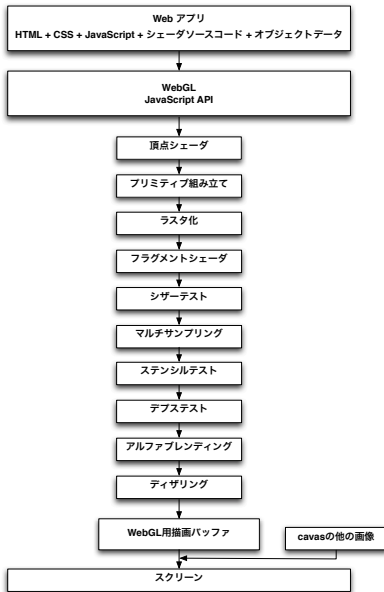 Web アプリ
HTML + CSS + JavaScript + シェーダソースコード + オブジェクトデータ
WebGL
JavaScript API
頂点シェーダ
プリミティブ組み立て
ラスタ化
フラグメントシェーダ
シザーテスト
マルチサンプリング
ステンシルテスト
デプステスト
アルファブレンディング
ディザリング
WebGL用描画バッファ
cavasの他の画像
スクリーン